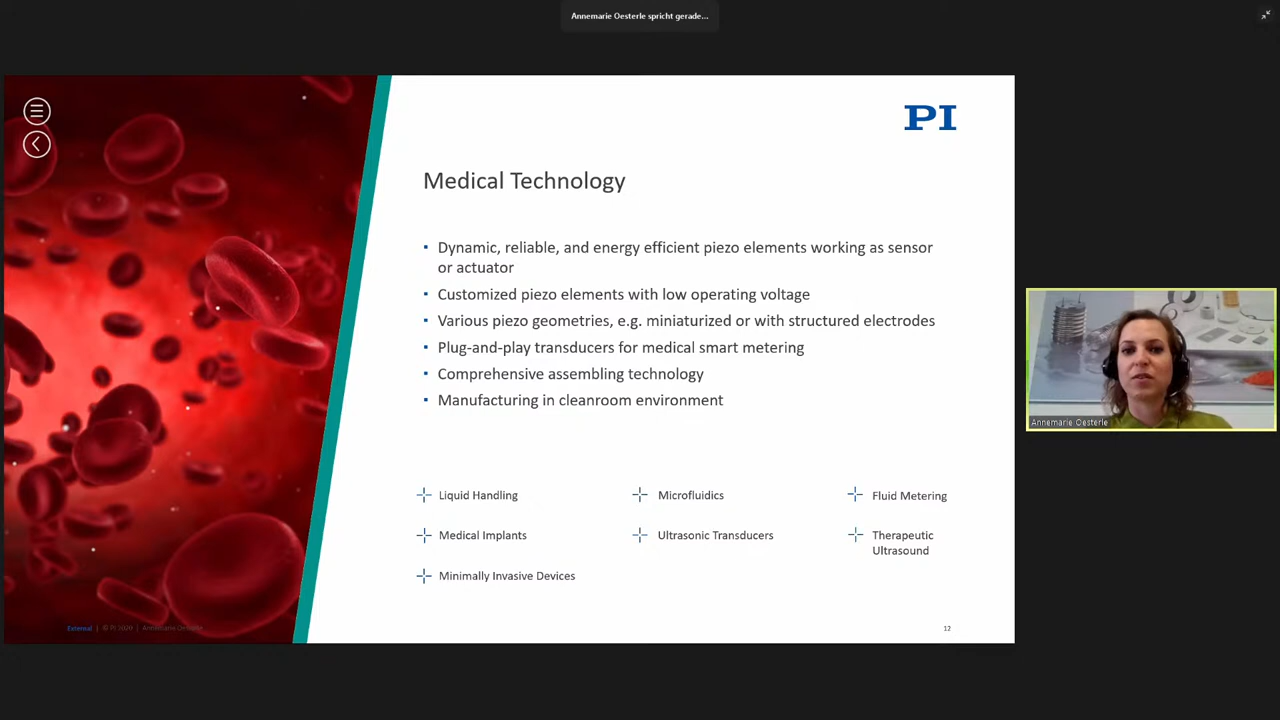 Annemarie Oesterle spricht gerade...
PI
Medical Technology
▪ Dynamic, reliable, and energy efficient piezo elements working as sensor
or actuator
▪ Customized piezo elements with low operating voltage
▪ Various piezo geometries, e.g. miniaturized or with structured electrodes
▪ Plug-and-play transducers for medical smart metering
▪ Comprehensive assembling technology
▪ Manufacturing in cleanroom environment
Annemarie Oesterle
Liquid Handling
Microfluidics
Fluid Metering
Medical Implants
Ultrasonic Transducers
Therapeutic
Ultrasound
Minimally Invasive Devices
External | © PI 2020 | Annemarie Oesterle
12